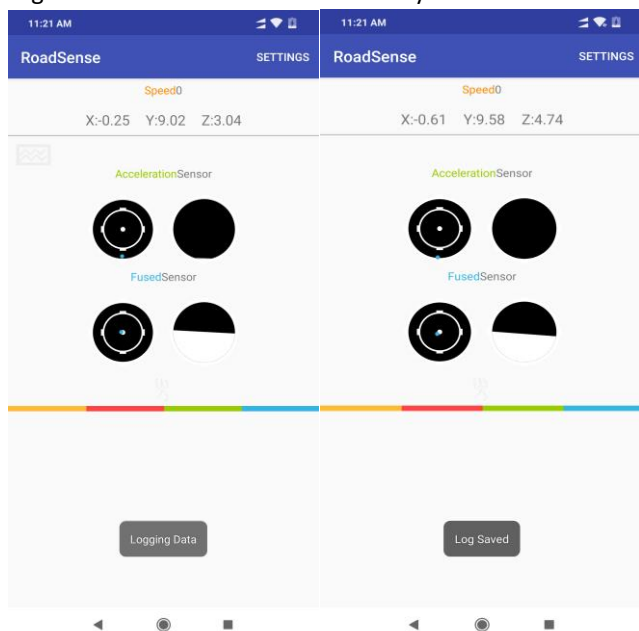 11:21 AM
RoadSense SETTINGS
Speed0
X:-0.25 Y:9.02 Z:3.04
AccelerationSensor
FusedSensor
Logging Data
11:21 AM
RoadSense SETTINGS
Speed0
X:-0.61 Y:9.58 Z:4.74
AccelerationSensor
FusedSensor
Log Saved